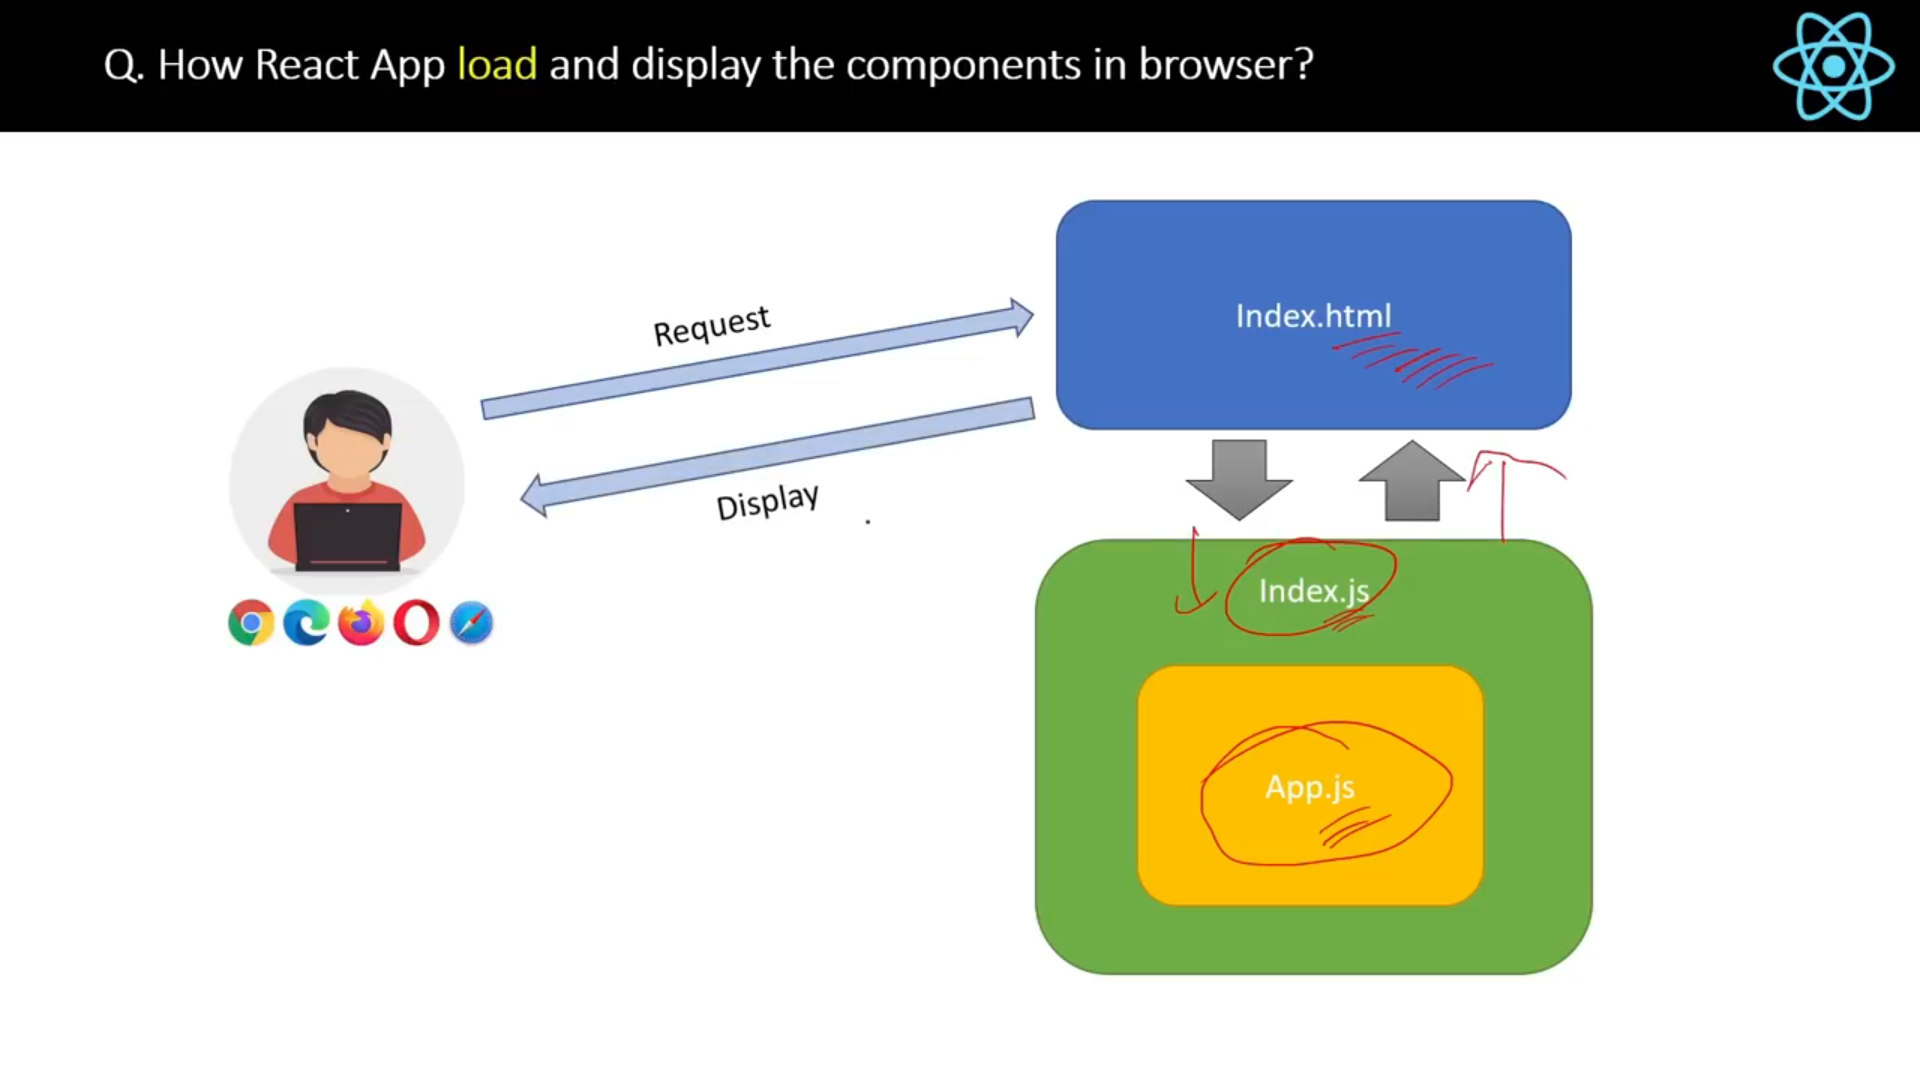 Q. How React App load and display the components in browser?
Index.html
Request
Display
Index.js
App.js